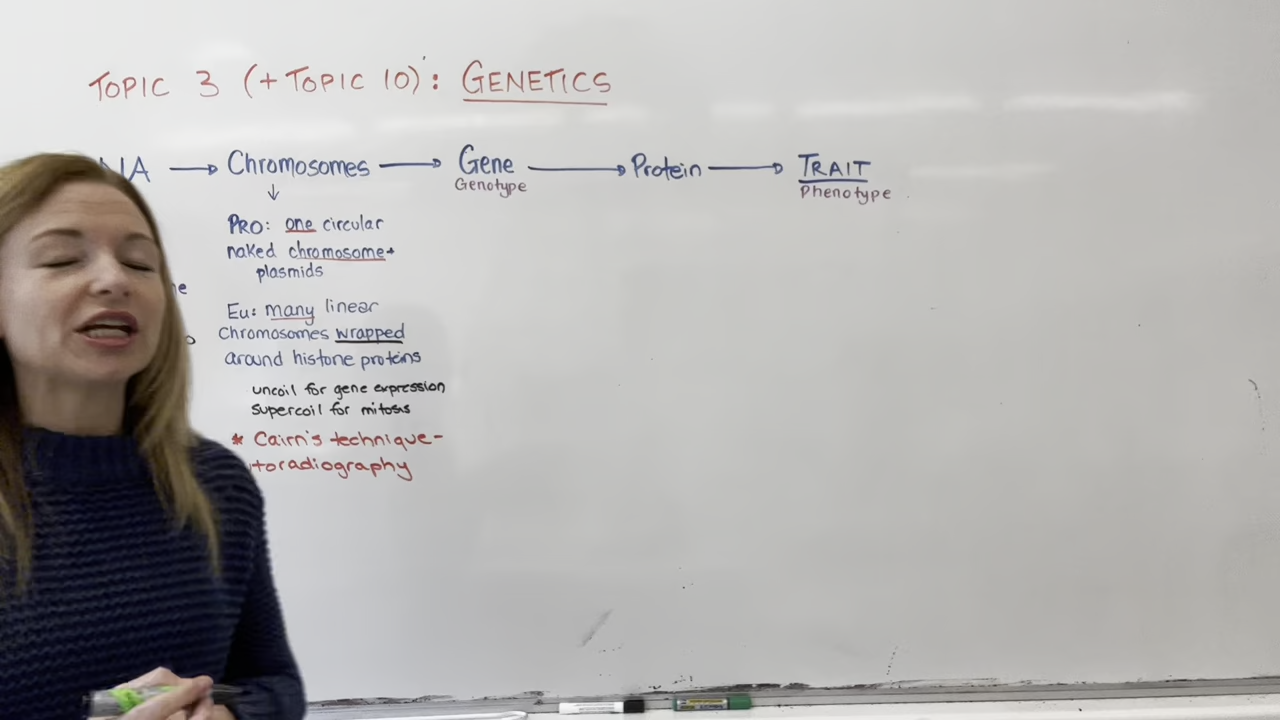 TOPIC 3 (+ TOPIC 10): GENETICS
NA → Chromosomes → Gene → Protein → TRAIT
Genotype Phenotype
↓
PRO: one circular
naked chromosome+
plasmids
Eu: many linear
Chromosomes wrapped
around histone proteins
uncoil for gene expression
supercoil for mitosis
* Cairn's technique-
toradiography